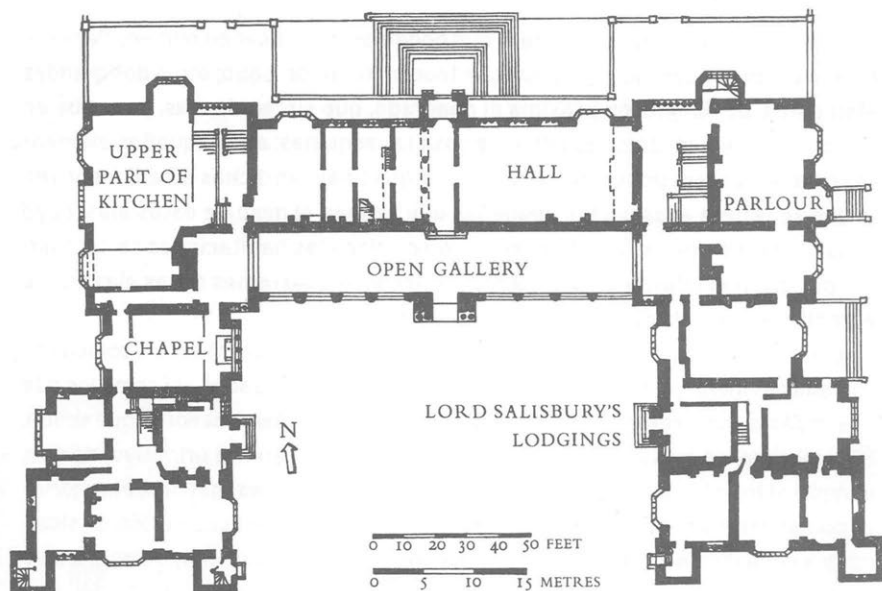 UPPER
PART OF
KITCHEN
HALL
PARLOUR
OPEN GALLERY
CHAPEL
LORD SALISBURY'S
LODGINGS
N
0 10 20 30 40 50 FEET
0 5 10 15 METRES